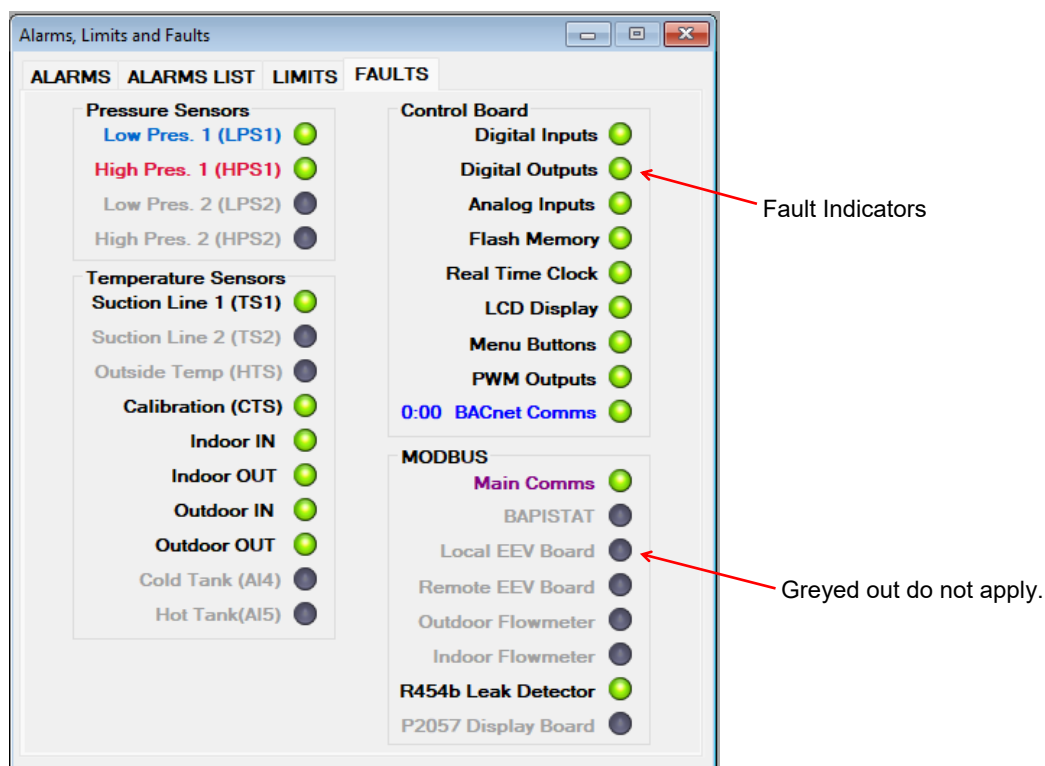 Alarms, Limits and Faults
ALARMS ALARMS LIST LIMITS FAULTS
Pressure Sensors
Low Pres. 1 (LPS1)
High Pres. 1 (HPS1)
Low Pres. 2 (LPS2)
High Pres. 2 (HPS2)
Temperature Sensors
Suction Line 1 (TS1)
Suction Line 2 (TS2)
Outside Temp (HTS)
Calibration (CTS)
Indoor IN
Indoor OUT
Outdoor IN
Outdoor OUT
Cold Tank (AI4)
Hot Tank(AI5)
Control Board
Digital Inputs
Digital Outputs
Analog Inputs
Flash Memory
Real Time Clock
LCD Display
Menu Buttons
PWM Outputs
0:00 BACnet Comms
MODBUS
Main Comms
BAPISTAT
Local EEV Board
Remote EEV Board
Outdoor Flowmeter
Indoor Flowmeter
R454b Leak Detector
P2057 Display Board
Fault Indicators
Greyed out do not apply.